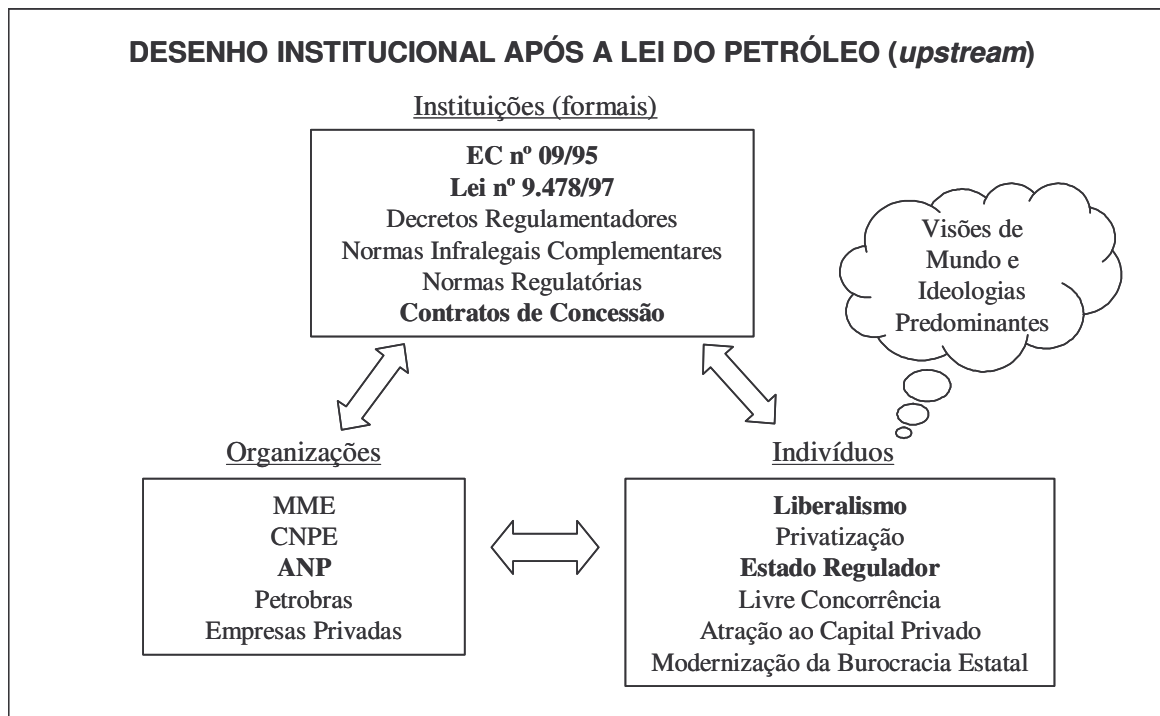 DESENHO INSTITUCIONAL APÓS A LEI DO PETRÓLEO (upstream)
Instituições (formais)
EC nº 09/95
Lei nº 9.478/97
Decretos Regulamentadores
Normas Infralegais Complementares
Normas Regulatórias
Contratos de Concessão
Visões de
Mundo e
Ideologias
Predominantes
Organizações
MME
CNPE
ANP
Petrobras
Empresas Privadas
Indivíduos
Liberalismo
Privatização
Estado Regulador
Livre Concorrência
Atração ao Capital Privado
Modernização da Burocracia Estatal